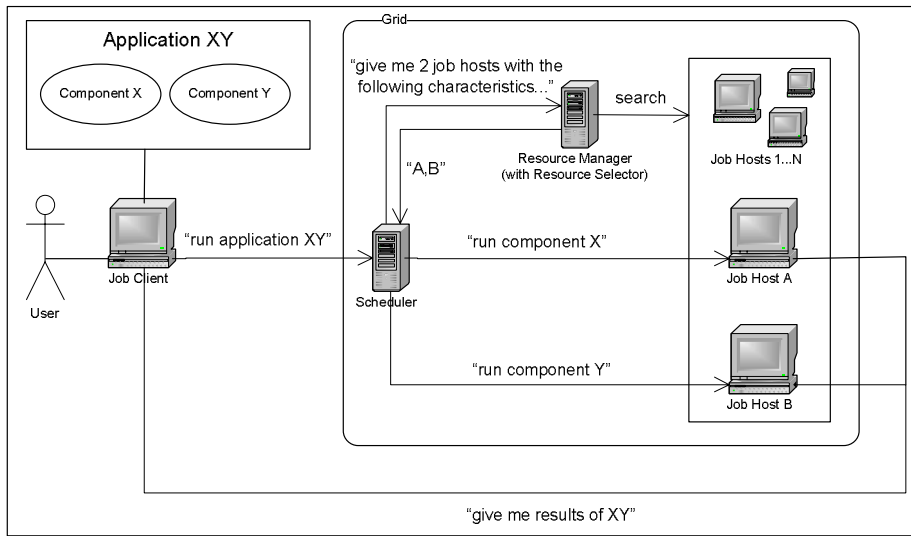 Grid
Application XY
Component X
Component Y
“give me 2 job hosts with the
following characteristics...”
search
Job Hosts 1...N
Resource Manager
(with Resource Selector)
“A,B”
“run application XY”
“run component X”
Job Client
Job Host A
Scheduler
User
“run component Y”
Job Host B
“give me results of XY”